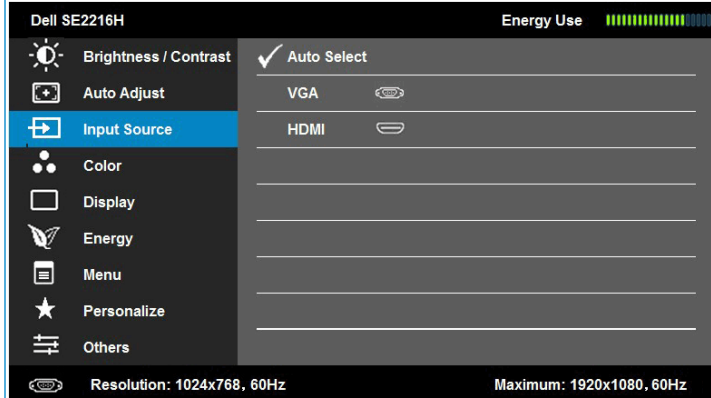 Dell SE2216H Energy Use
Brightness / Contrast Auto Select
Auto Adjust VGA
Input Source HDMI
Color
Display
Energy
Menu
Personalize
Others
Resolution: 1024x768, 60Hz Maximum: 1920x1080, 60Hz